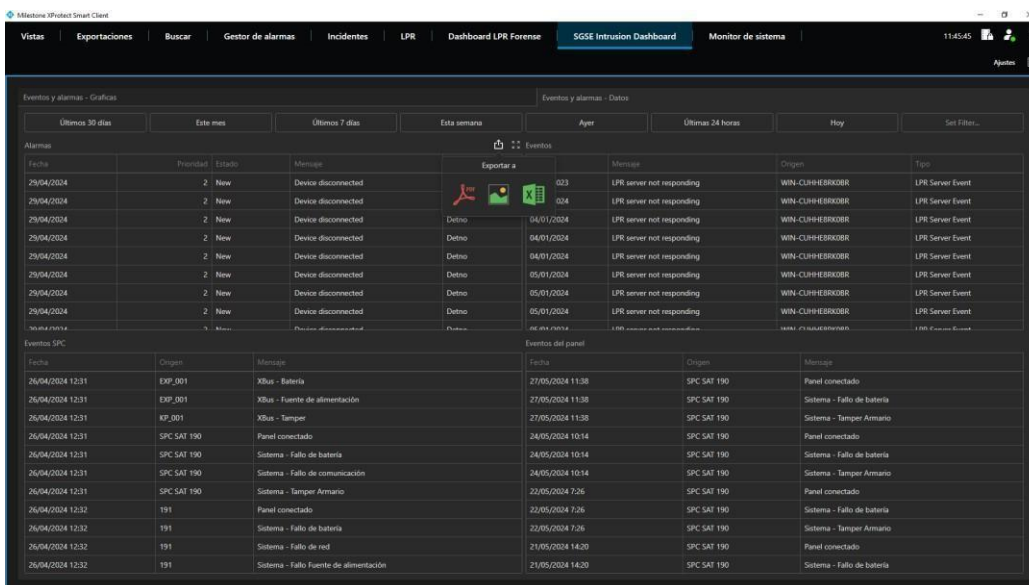 Milestone XProtect Smart Client
Vistas Exportaciones Buscar Gestor de alarmas Incidentes LPR Dashboard LPR Forense SGSE Intrusion Dashboard Monitor de sistema 11:45:45
Ajustes
Eventos y alarmas - Graficas Eventos y alarmas - Datos
Últimos 30 días Este mes Últimos 7 días Esta semana Ayer Últimas 24 horas Hoy Set Filter...
Alarmas Eventos
Fecha Prioridad Estado Mensaje Exportar a Mensaje Origen Tipo
29/04/2024 2 New Device disconnected PDF 023 LPR server not responding WIN-CUHHEBRK0BR LPR Server Event
29/04/2024 2 New Device disconnected 024 LPR server not responding WIN-CUHHEBRK0BR LPR Server Event
29/04/2024 2 New Device disconnected Detno 04/01/2024 LPR server not responding WIN-CUHHEBRK0BR LPR Server Event
29/04/2024 2 New Device disconnected Detno 04/01/2024 LPR server not responding WIN-CUHHEBRK0BR LPR Server Event
29/04/2024 2 New Device disconnected Detno 05/01/2024 LPR server not responding WIN-CUHHEBRK0BR LPR Server Event
29/04/2024 2 New Device disconnected Detno 05/01/2024 LPR server not responding WIN-CUHHEBRK0BR LPR Server Event
29/04/2024 2 New Device disconnected Detno 05/01/2024 LPR server not responding WIN-CUHHEBRK0BR LPR Server Event
29/04/2024 2 New Device disconnected Detno 05/01/2024 LPR server not responding WIN-CUHHEBRK0BR LPR Server Event
Eventos SPC Eventos del panel
Fecha Origen Mensaje Fecha Origen Mensaje
26/04/2024 12:31 EXP_001 XBus - Batería 27/05/2024 11:38 SPC SAT 190 Panel conectado
26/04/2024 12:31 EXP_001 XBus - Fuente de alimentación 27/05/2024 11:38 SPC SAT 190 Sistema - Fallo de batería
26/04/2024 12:31 KP_001 XBus - Tamper 27/05/2024 11:38 SPC SAT 190 Sistema - Tamper Armario
26/04/2024 12:31 SPC SAT 190 Panel conectado 24/05/2024 10:14 SPC SAT 190 Panel conectado
26/04/2024 12:31 SPC SAT 190 Sistema - Fallo de batería 24/05/2024 10:14 SPC SAT 190 Sistema - Fallo de batería
26/04/2024 12:31 SPC SAT 190 Sistema - Fallo de comunicación 24/05/2024 10:14 SPC SAT 190 Sistema - Tamper Armario
26/04/2024 12:31 SPC SAT 190 Sistema - Tamper Armario 22/05/2024 7:26 SPC SAT 190 Panel conectado
26/04/2024 12:32 191 Panel conectado 22/05/2024 7:26 SPC SAT 190 Sistema - Fallo de batería
26/04/2024 12:32 191 Sistema - Fallo de batería 22/05/2024 7:26 SPC SAT 190 Sistema - Tamper Armario
26/04/2024 12:32 191 Sistema - Fallo de red 21/05/2024 14:20 SPC SAT 190 Panel conectado
26/04/2024 12:32 191 Sistema - Fallo Fuente de alimentación 21/05/2024 14:20 SPC SAT 190 Sistema - Fallo de batería